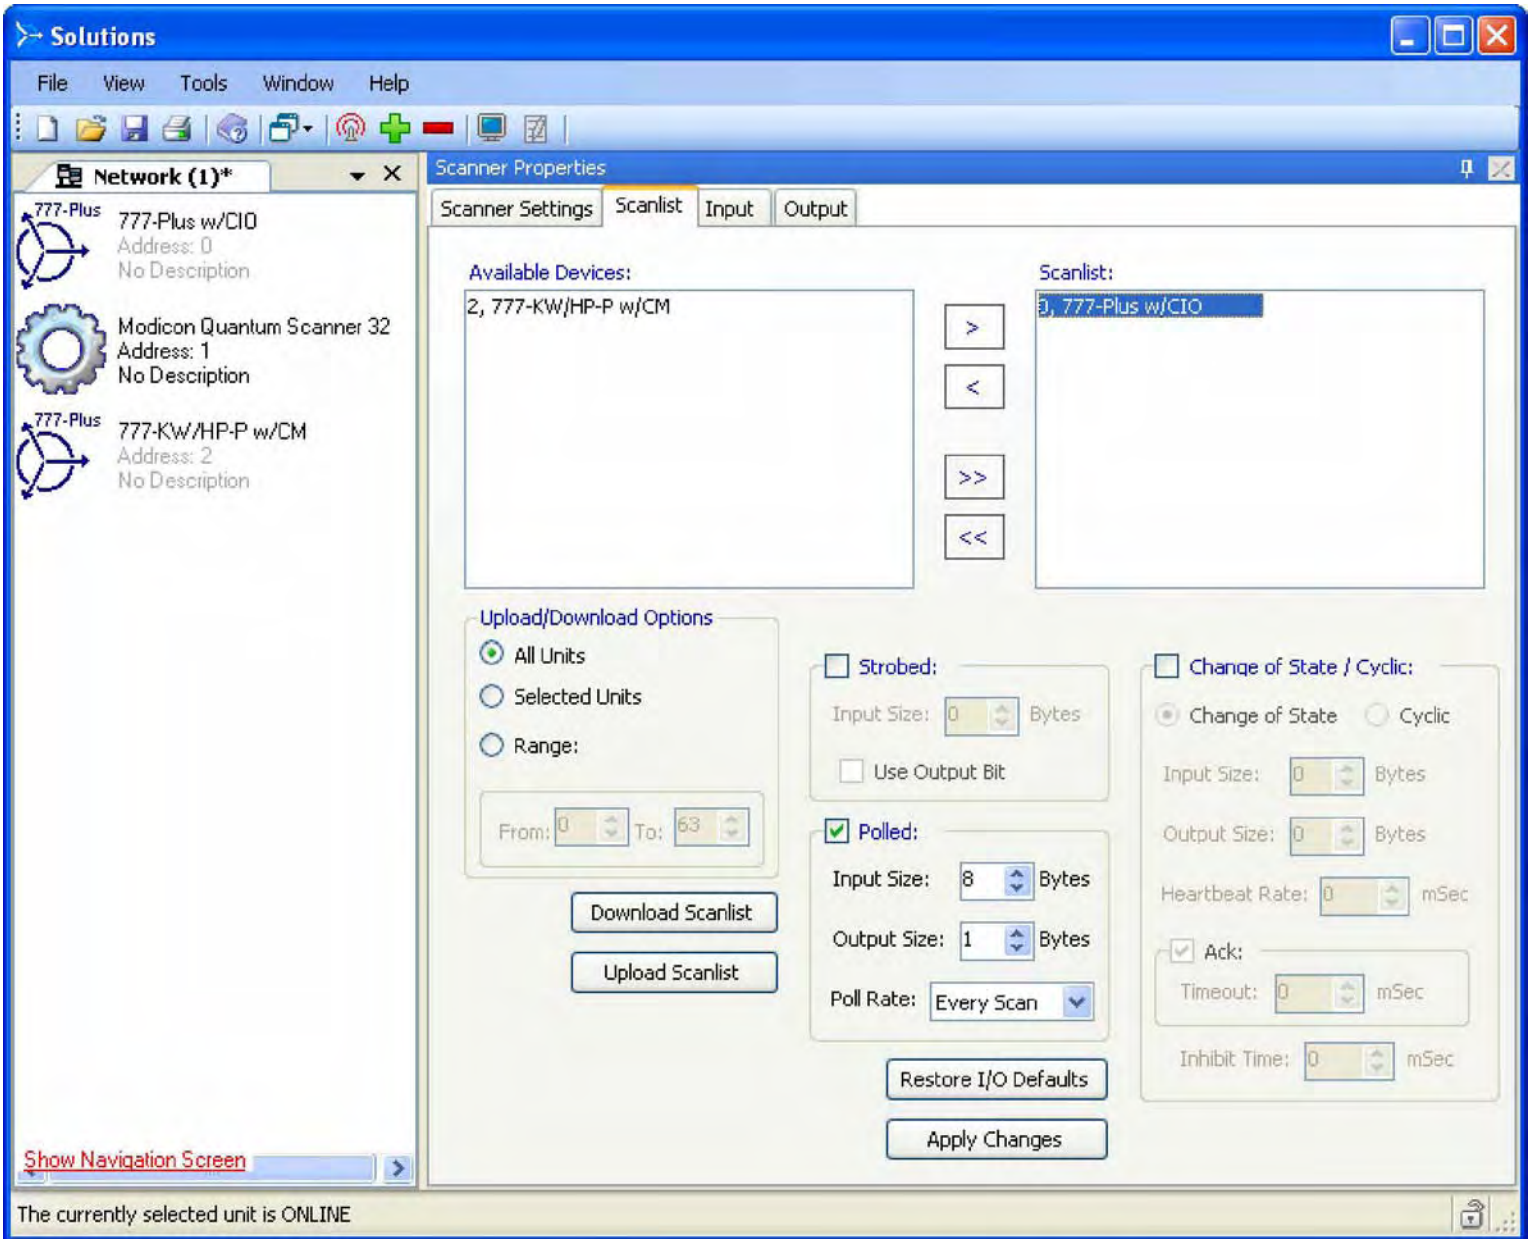 Solutions
File View Tools Window Help
Network (1)*
777-Plus
777-Plus w/CIO
Address: 0
No Description
Modicon Quantum Scanner 32
Address: 1
No Description
777-Plus
777-KW/HP-P w/CM
Address: 2
No Description
Show Navigation Screen
Scanner Properties
Scanner Settings Scanlist Input Output
Available Devices:
2, 777-KW/HP-P w/CM
>
<
>>
<<
Scanlist:
0, 777-Plus w/CIO
Upload/Download Options
All Units
Selected Units
Range:
From: 0 To: 63
Download Scanlist
Upload Scanlist
Strobed:
Input Size: 0 Bytes
Use Output Bit
Polled:
Input Size: 8 Bytes
Output Size: 1 Bytes
Poll Rate: Every Scan
Restore I/O Defaults
Apply Changes
Change of State / Cyclic:
Change of State Cyclic
Input Size: 0 Bytes
Output Size: 0 Bytes
Heartbeat Rate: 0 mSec
Ack:
Timeout: 0 mSec
Inhibit Time: 0 mSec
The currently selected unit is ONLINE